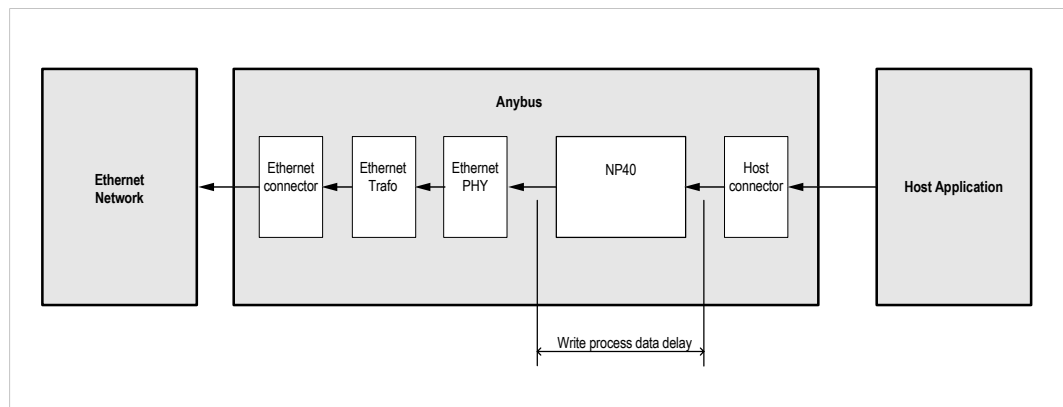 Anybus
Ethernet
Network
Ethernet
connector
Ethernet
Trafo
Ethernet
PHY
NP40
Host
connector
Host Application
Write process data delay